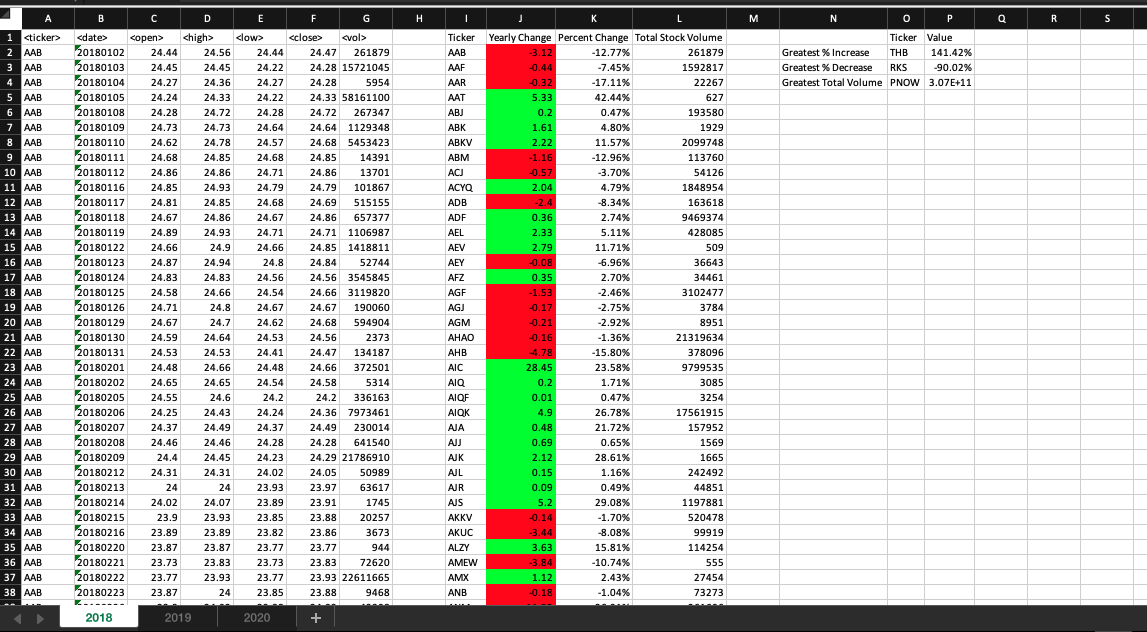 A B C D E F G H I J K L M N O P Q R S
1 <ticker> <date> <open> <high> <low> <close> <vol> Ticker Yearly Change Percent Change Total Stock Volume Ticker Value
2 AAB 20180102 24.44 24.56 24.44 24.47 261879 AAB -3.12 -12.77% 261879 Greatest % Increase THB 141.42%
3 AAB 20180103 24.45 24.45 24.22 24.28 15721045 AAF -0.44 -7.45% 1592817 Greatest % Decrease RKS -90.02%
4 AAB 20180104 24.27 24.36 24.27 24.28 5954 AAR -0.32 -17.11% 22267 Greatest Total Volume PNOW 3.07E+11
5 AAB 20180105 24.24 24.33 24.22 24.33 58161100 AAT 5.33 42.44% 627
6 AAB 20180108 24.28 24.72 24.28 24.72 267347 ABJ 0.2 0.47% 193580
7 AAB 20180109 24.73 24.73 24.64 24.64 1129348 ABK 1.61 4.80% 1929
8 AAB 20180110 24.62 24.78 24.57 24.68 5453423 ABKV 2.22 11.57% 2099748
9 AAB 20180111 24.68 24.85 24.68 24.85 14391 ABM -1.16 -12.96% 113760
10 AAB 20180112 24.86 24.86 24.71 24.86 13701 ACJ -0.57 -3.70% 54126
11 AAB 20180116 24.85 24.93 24.79 24.79 101867 ACYQ 2.04 4.79% 1848954
12 AAB 20180117 24.81 24.85 24.68 24.69 515155 ADB -2.4 -8.34% 163618
13 AAB 20180118 24.67 24.86 24.67 24.86 657377 ADF 0.36 2.74% 9469374
14 AAB 20180119 24.89 24.93 24.71 24.71 1106987 AEL 2.33 5.11% 428085
15 AAB 20180122 24.66 24.9 24.66 24.85 1418811 AEV 2.79 11.71% 509
16 AAB 20180123 24.87 24.94 24.8 24.84 52744 AEY -0.08 -6.96% 36643
17 AAB 20180124 24.83 24.83 24.56 24.56 3545845 AFZ 0.35 2.70% 34461
18 AAB 20180125 24.58 24.66 24.54 24.66 3119820 AGF -1.53 -2.46% 3102477
19 AAB 20180126 24.71 24.8 24.67 24.67 190060 AGJ -0.17 -2.75% 3784
20 AAB 20180129 24.67 24.7 24.62 24.68 594904 AGM -0.21 -2.92% 8951
21 AAB 20180130 24.59 24.64 24.53 24.56 2373 AHAO -0.16 -1.36% 21319634
22 AAB 20180131 24.53 24.53 24.41 24.47 134187 AHB -4.78 -15.80% 378096
23 AAB 20180201 24.48 24.66 24.48 24.66 372501 AIC 28.45 23.58% 9799535
24 AAB 20180202 24.65 24.65 24.54 24.58 5314 AIQ 0.2 1.71% 3085
25 AAB 20180205 24.55 24.6 24.2 24.2 336163 AIQF 0.01 0.47% 3254
26 AAB 20180206 24.25 24.43 24.24 24.36 7973461 AIQK 4.9 26.78% 17561915
27 AAB 20180207 24.37 24.49 24.37 24.49 230014 AJA 0.48 21.72% 157952
28 AAB 20180208 24.46 24.46 24.28 24.28 641540 AJJ 0.69 0.65% 1569
29 AAB 20180209 24.4 24.45 24.23 24.29 21786910 AJK 2.12 28.61% 1665
30 AAB 20180212 24.31 24.31 24.02 24.05 50989 AJL 0.15 1.16% 242492
31 AAB 20180213 24 24 23.93 23.97 63617 AJR 0.09 0.49% 44851
32 AAB 20180214 24.02 24.07 23.89 23.91 1745 AJS 5.2 29.08% 1197881
33 AAB 20180215 23.9 23.93 23.85 23.88 20257 AKKV -0.14 -1.70% 520478
34 AAB 20180216 23.89 23.89 23.82 23.86 3673 AKUC -3.44 -8.08% 99919
35 AAB 20180220 23.87 23.87 23.77 23.77 944 ALZY 3.63 15.81% 114254
36 AAB 20180221 23.73 23.83 23.73 23.83 72620 AMEW -3.84 -10.74% 555
37 AAB 20180222 23.77 23.93 23.77 23.93 22611665 AMX 1.12 2.43% 27454
38 AAB 20180223 23.87 24 23.85 23.88 9468 ANB -0.18 -1.04% 73273
2018 2019 2020 +